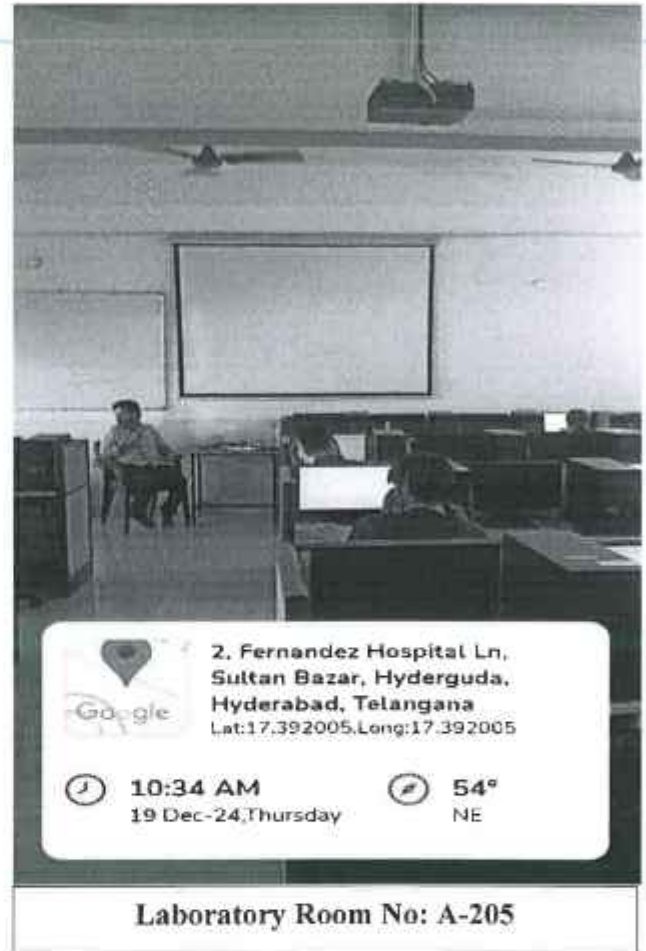 2, Fernandez Hospital Ln,
Sultan Bazar, Hyderguda,
Hyderabad, Telangana
Lat:17.392005,Long:17.392005
Google
10:34 AM
19 Dec-24,Thursday
54°
NE
Laboratory Room No: A-205